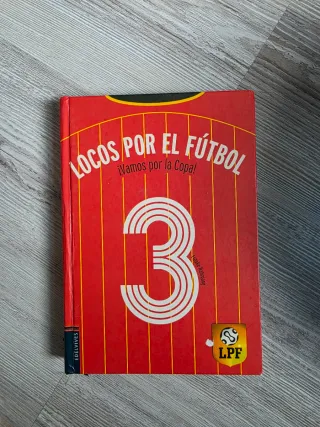 LOCOS POR EL FÚTBOL
¡Vamos por la Copa!
3
LPF